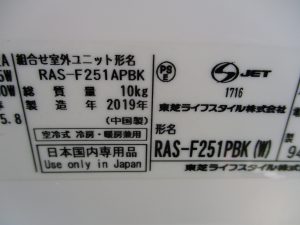 組合せ室外ユニット形名
RAS-F251APBK
総質量 10kg
製造年 2019年
(中国製)
空冷式 冷房・暖房兼用
日本国内専用品
Use only in Japan
PS
E
JET
1716
東芝ライフスタイル株式会社
形名
RAS-F251PBK(W)
東芝ライフスタイル株式会社
5.8